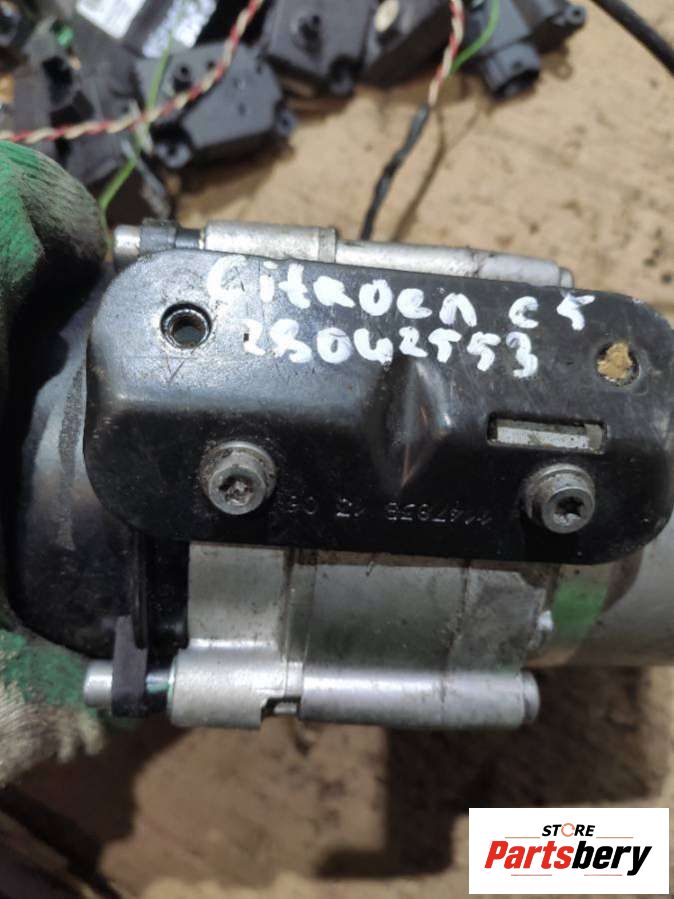 Citroen c5
28042553
STORE
Partsbery